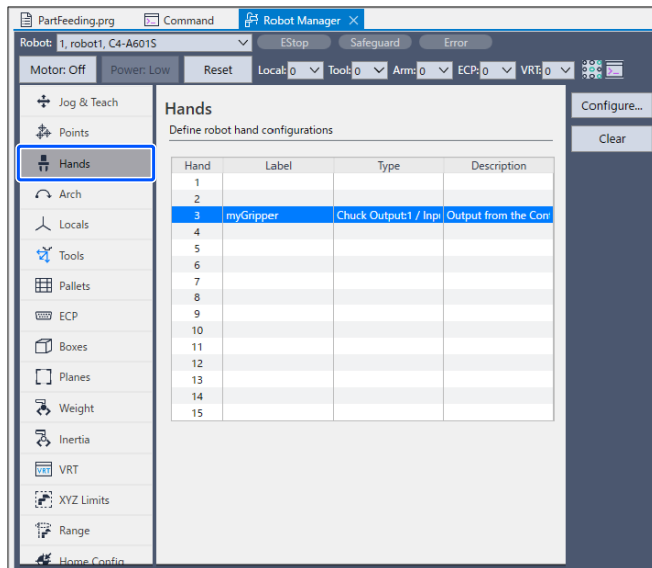 PartFeeding.prg Command Robot Manager
Robot: 1, robot1, C4-A601S EStop Safeguard Error
Motor: Off Power: Low Reset Local: 0 Tool: 0 Arm: 0 ECP: 0 VRT: 0
Jog & Teach
Points
Hands
Arch
Locals
Tools
Pallets
ECP
Boxes
Planes
Weight
Inertia
VRT
XYZ Limits
Range
Home Config
Hands
Define robot hand configurations
Hand Label Type Description
1
2
3 myGripper Chuck Output:1 / Inpu Output from the Con
4
5
6
7
8
9
10
11
12
13
14
15
Configure...
Clear